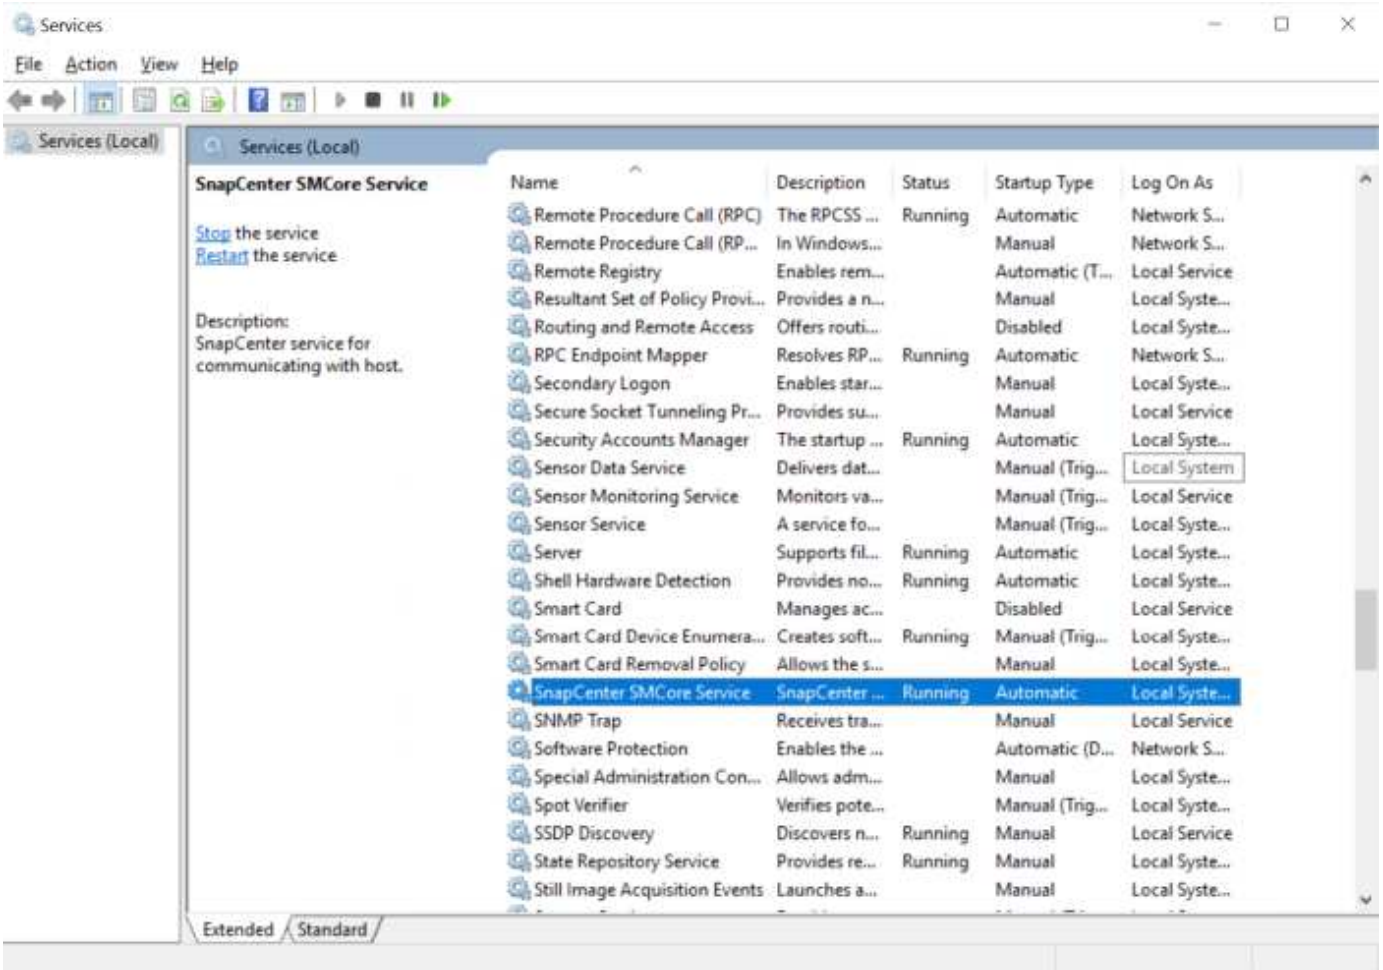 Services
File Action View Help
Services (Local)
Services (Local)
SnapCenter SMCore Service
Stop the service
Restart the service
Description:
SnapCenter service for
communicating with host.
Name Description Status Startup Type Log On As
Remote Procedure Call (RPC) The RPCSS ... Running Automatic Network S...
Remote Procedure Call (RP... In Windows... Manual Network S...
Remote Registry Enables rem... Automatic (T... Local Service
Resultant Set of Policy Provi... Provides a n... Manual Local Syste...
Routing and Remote Access Offers routi... Disabled Local Syste...
RPC Endpoint Mapper Resolves RP... Running Automatic Network S...
Secondary Logon Enables star... Manual Local Syste...
Secure Socket Tunneling Pr... Provides su... Manual Local Service
Security Accounts Manager The startup ... Running Automatic Local Syste...
Sensor Data Service Delivers dat... Manual (Trig... Local System
Sensor Monitoring Service Monitors va... Manual (Trig... Local Service
Sensor Service A service fo... Manual (Trig... Local Syste...
Server Supports fil... Running Automatic Local Syste...
Shell Hardware Detection Provides no... Running Automatic Local Syste...
Smart Card Manages ac... Disabled Local Service
Smart Card Device Enumera... Creates soft... Running Manual (Trig... Local Syste...
Smart Card Removal Policy Allows the s... Manual Local Syste...
SnapCenter SMCore Service SnapCenter ... Running Automatic Local Syste...
SNMP Trap Receives tra... Manual Local Service
Software Protection Enables the ... Automatic (D... Network S...
Special Administration Con... Allows adm... Manual Local Syste...
Spot Verifier Verifies pote... Manual (Trig... Local Syste...
SSDP Discovery Discovers n... Running Manual Local Service
State Repository Service Provides re... Running Manual Local Syste...
Still Image Acquisition Events Launches a... Manual Local Syste...
Extended Standard